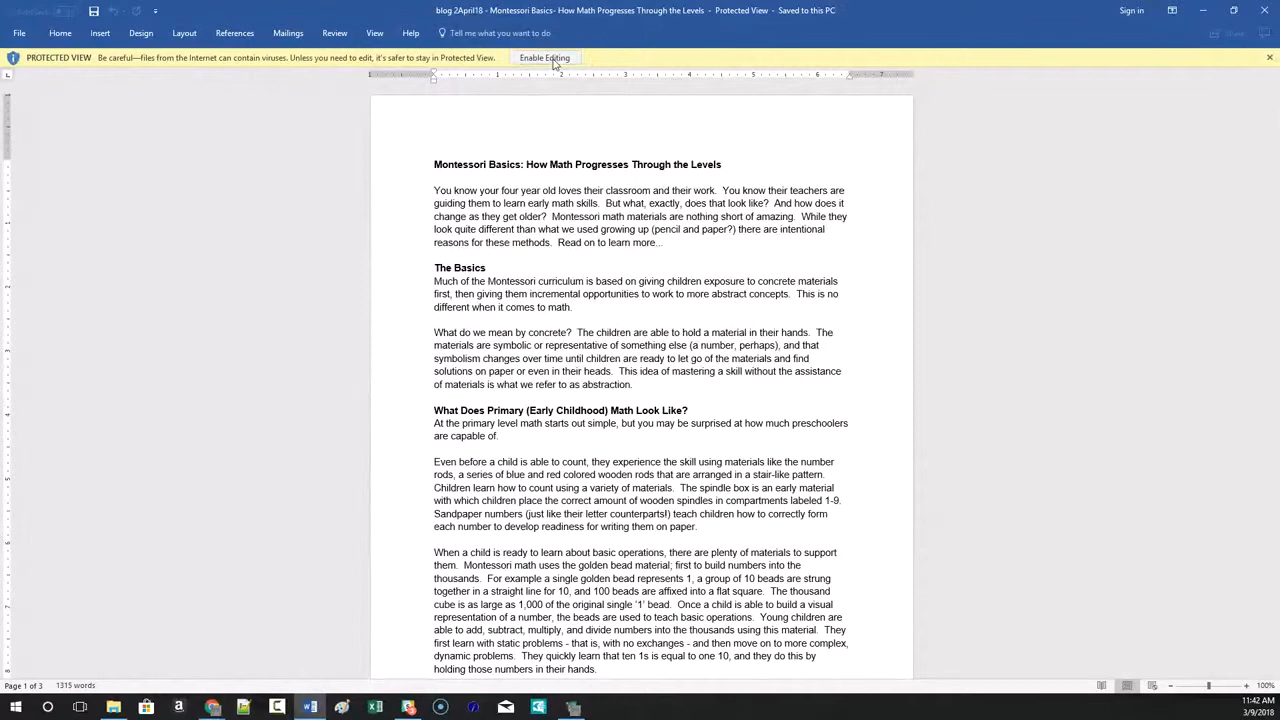 blog 2April18 - Montessori Basics- How Math Progresses Through the Levels - Protected View - Saved to this PC
Sign in
File Home Insert Design Layout References Mailings Review View Help Tell me what you want to do
Share
PROTECTED VIEW Be careful—files from the Internet can contain viruses. Unless you need to edit, it's safer to stay in Protected View. Enable Editing
1 1 2 3 4 5 6 7
Montessori Basics: How Math Progresses Through the Levels
You know your four year old loves their classroom and their work. You know their teachers are
guiding them to learn early math skills. But what, exactly, does that look like? And how does it
change as they get older? Montessori math materials are nothing short of amazing. While they
look quite different than what we used growing up (pencil and paper?) there are intentional
reasons for these methods. Read on to learn more...
The Basics
Much of the Montessori curriculum is based on giving children exposure to concrete materials
first, then giving them incremental opportunities to work to more abstract concepts. This is no
different when it comes to math.
What do we mean by concrete? The children are able to hold a material in their hands. The
materials are symbolic or representative of something else (a number, perhaps), and that
symbolism changes over time until children are ready to let go of the materials and find
solutions on paper or even in their heads. This idea of mastering a skill without the assistance
of materials is what we refer to as abstraction.
What Does Primary (Early Childhood) Math Look Like?
At the primary level math starts out simple, but you may be surprised at how much preschoolers
are capable of.
Even before a child is able to count, they experience the skill using materials like the number
rods, a series of blue and red colored wooden rods that are arranged in a stair-like pattern.
Children learn how to count using a variety of materials. The spindle box is an early material
with which children place the correct amount of wooden spindles in compartments labeled 1-9.
Sandpaper numbers (just like their letter counterparts!) teach children how to correctly form
each number to develop readiness for writing them on paper.
When a child is ready to learn about basic operations, there are plenty of materials to support
them. Montessori math uses the golden bead material; first to build numbers into the
thousands. For example a single golden bead represents 1, a group of 10 beads are strung
together in a straight line for 10, and 100 beads are affixed into a flat square. The thousand
cube is as large as 1,000 of the original single '1' bead. Once a child is able to build a visual
representation of a number, the beads are used to teach basic operations. Young children are
able to add, subtract, multiply, and divide numbers into the thousands using this material. They
first learn with static problems - that is, with no exchanges - and then move on to more complex,
dynamic problems. They quickly learn that ten 1s is equal to one 10, and they do this by
holding those numbers in their hands.
Page 1 of 3 1315 words
100%
11:42 AM
3/9/2018